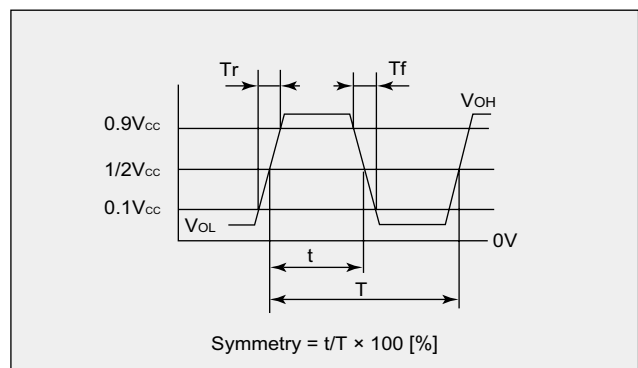 Tr
Tf
VOH
0.9Vcc
1/2Vcc
0.1Vcc
VOL
0V
t
T
Symmetry = t/T × 100 [%]